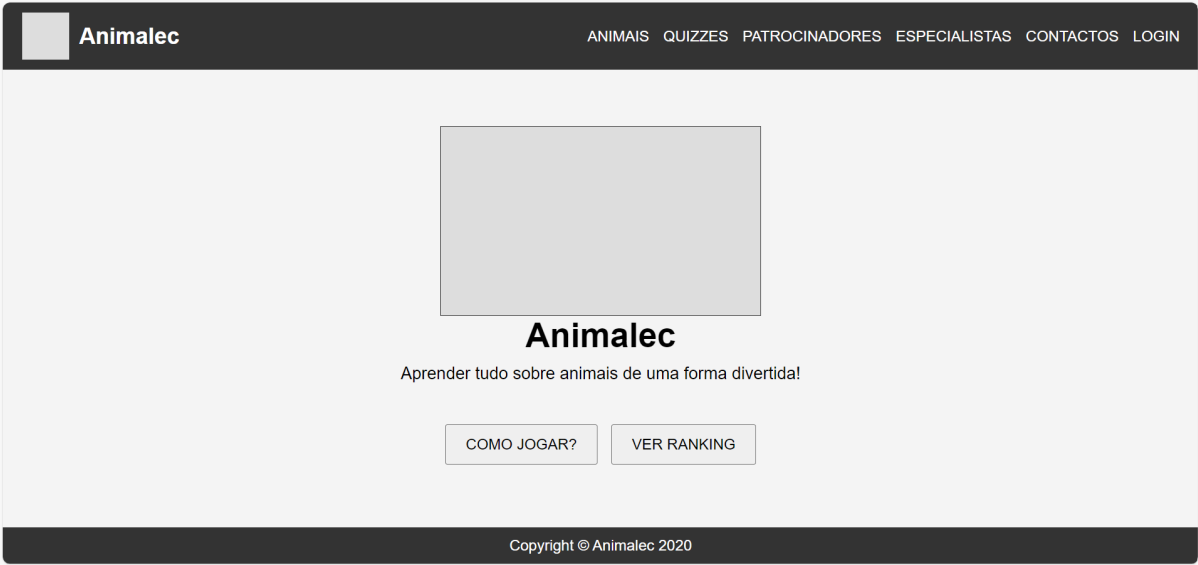 Animalec
ANIMAIS QUIZZES PATROCINADORES ESPECIALISTAS CONTACTOS LOGIN
Animalec
Aprender tudo sobre animais de uma forma divertida!
COMO JOGAR? VER RANKING
Copyright © Animalec 2020